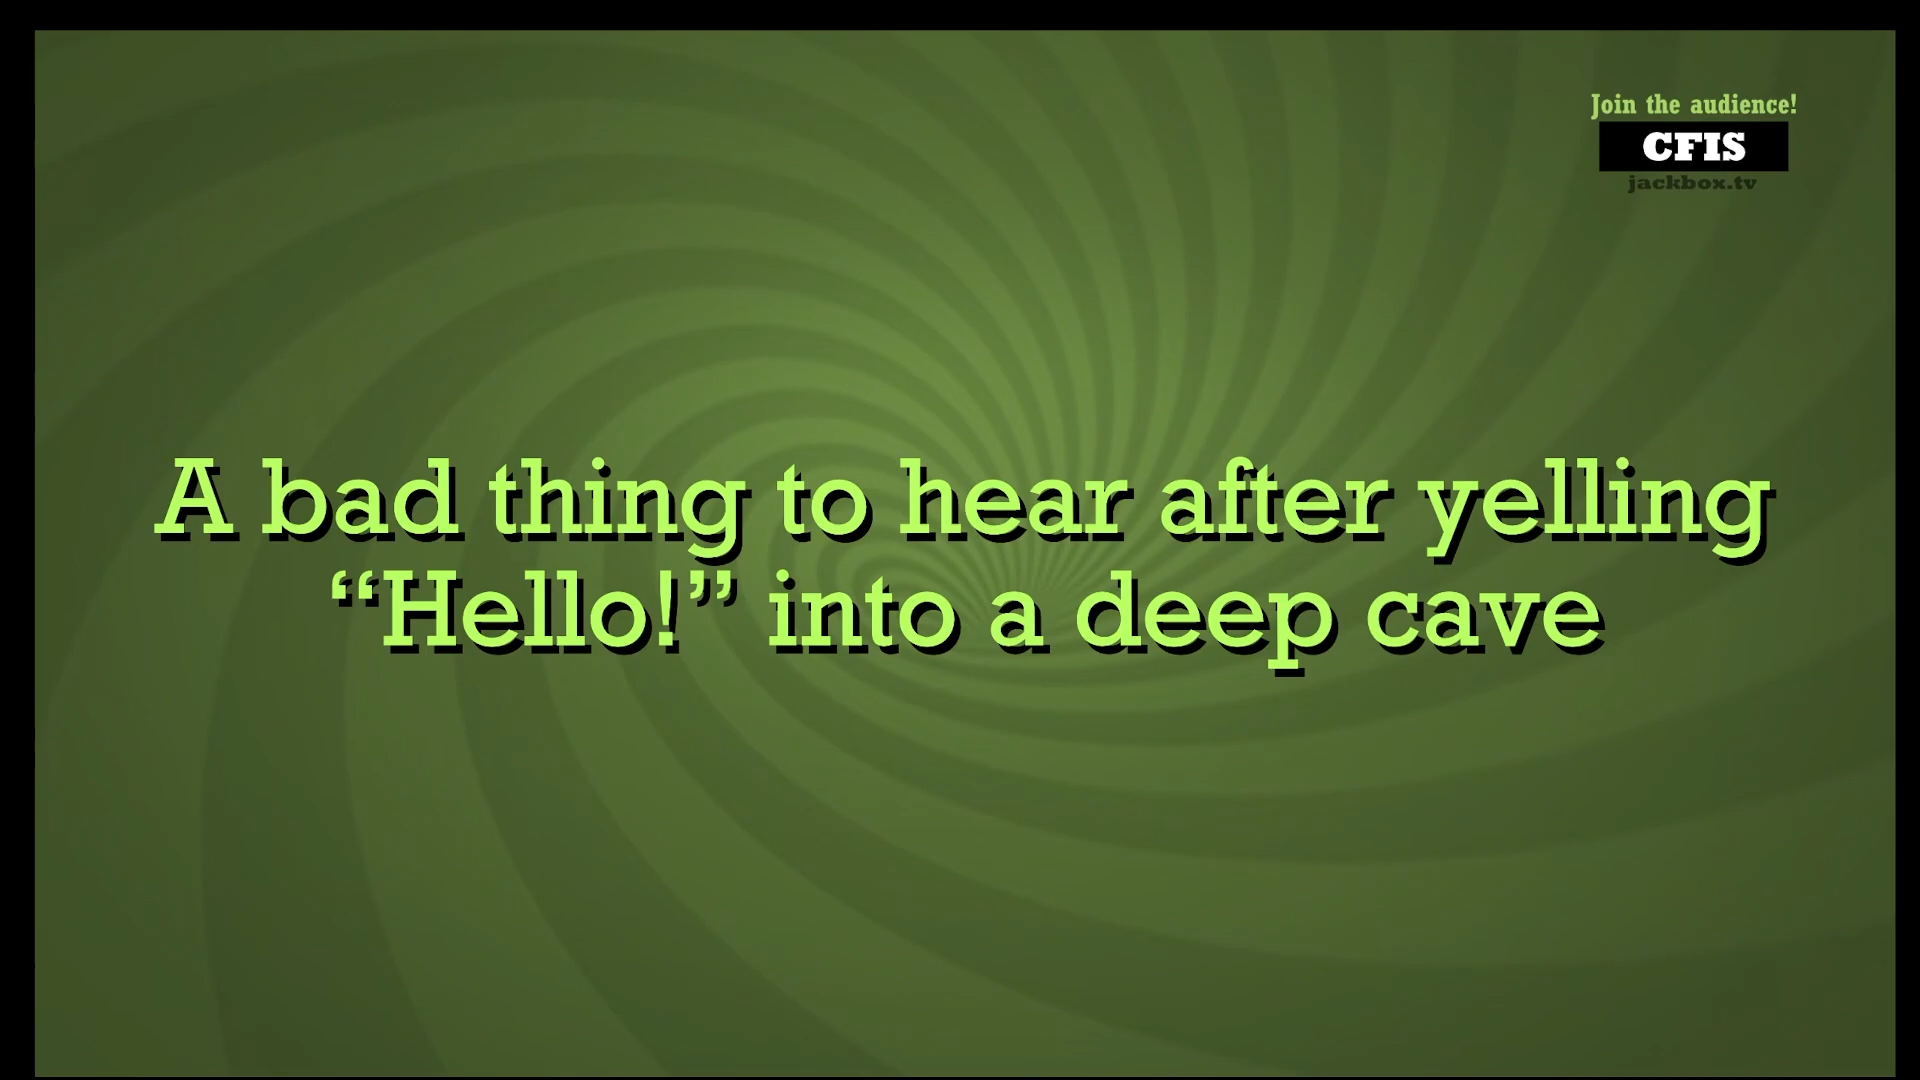 Join the audience!
CFIS
jackbox.tv
A bad thing to hear after yelling
“Hello!” into a deep cave